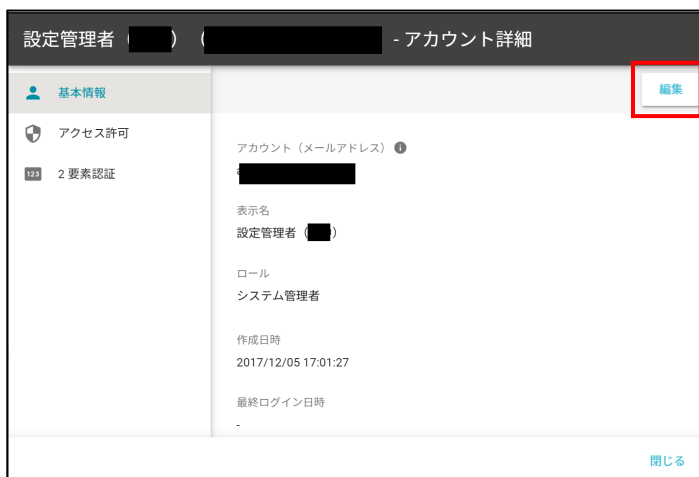 設定管理者（ ）（ - アカウント詳細
基本情報
編集
アクセス許可
123 2 要素認証
アカウント（メールアドレス）
表示名
設定管理者（ ）
ロール
システム管理者
作成日時
2017/12/05 17:01:27
最終ログイン日時
-
閉じる